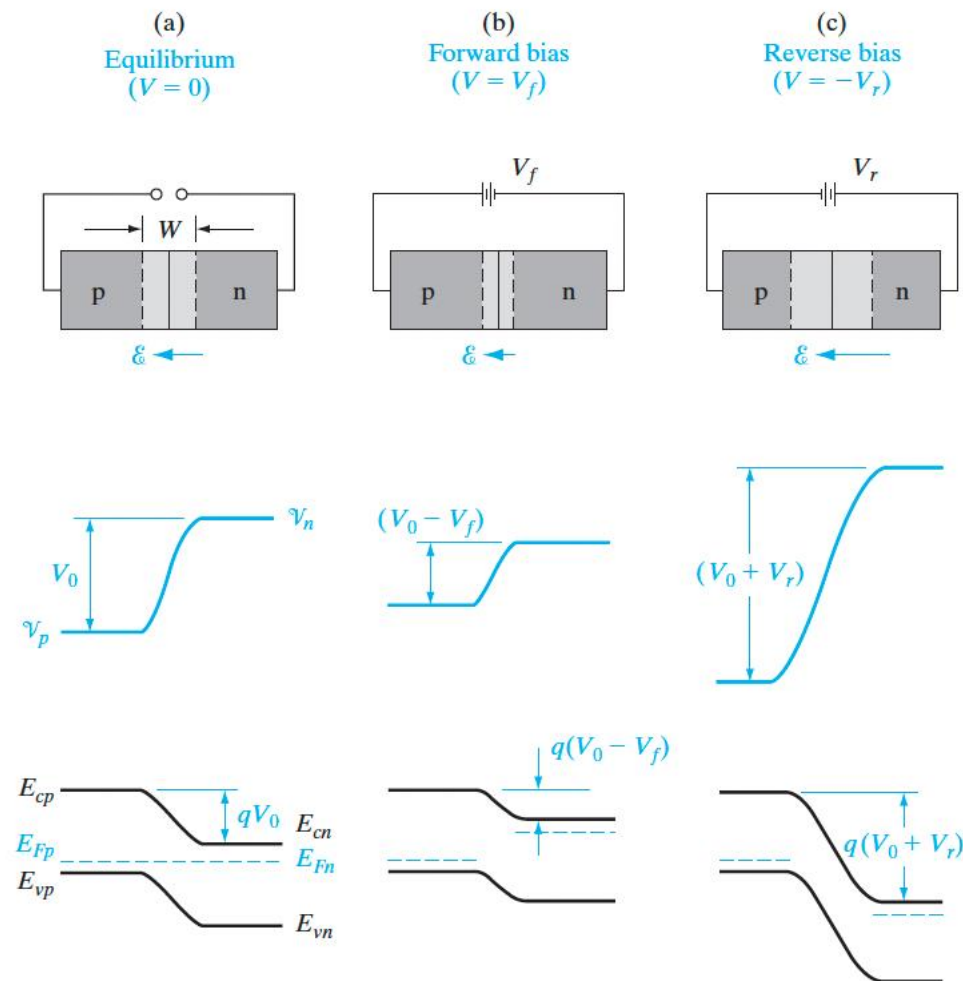 (a)
Equilibrium
(V = 0)
(b)
Forward bias
(V = V_f)
(c)
Reverse bias
(V = −V_r)
W
p
n
ℰ
V_f
p
n
ℰ
V_r
p
n
ℰ
V_0
𝒱_n
𝒱_p
(V_0 − V_f)
(V_0 + V_r)
E_cp
qV_0
E_cn
E_Fp
E_Fn
E_vp
E_vn
q(V_0 − V_f)
q(V_0 + V_r)